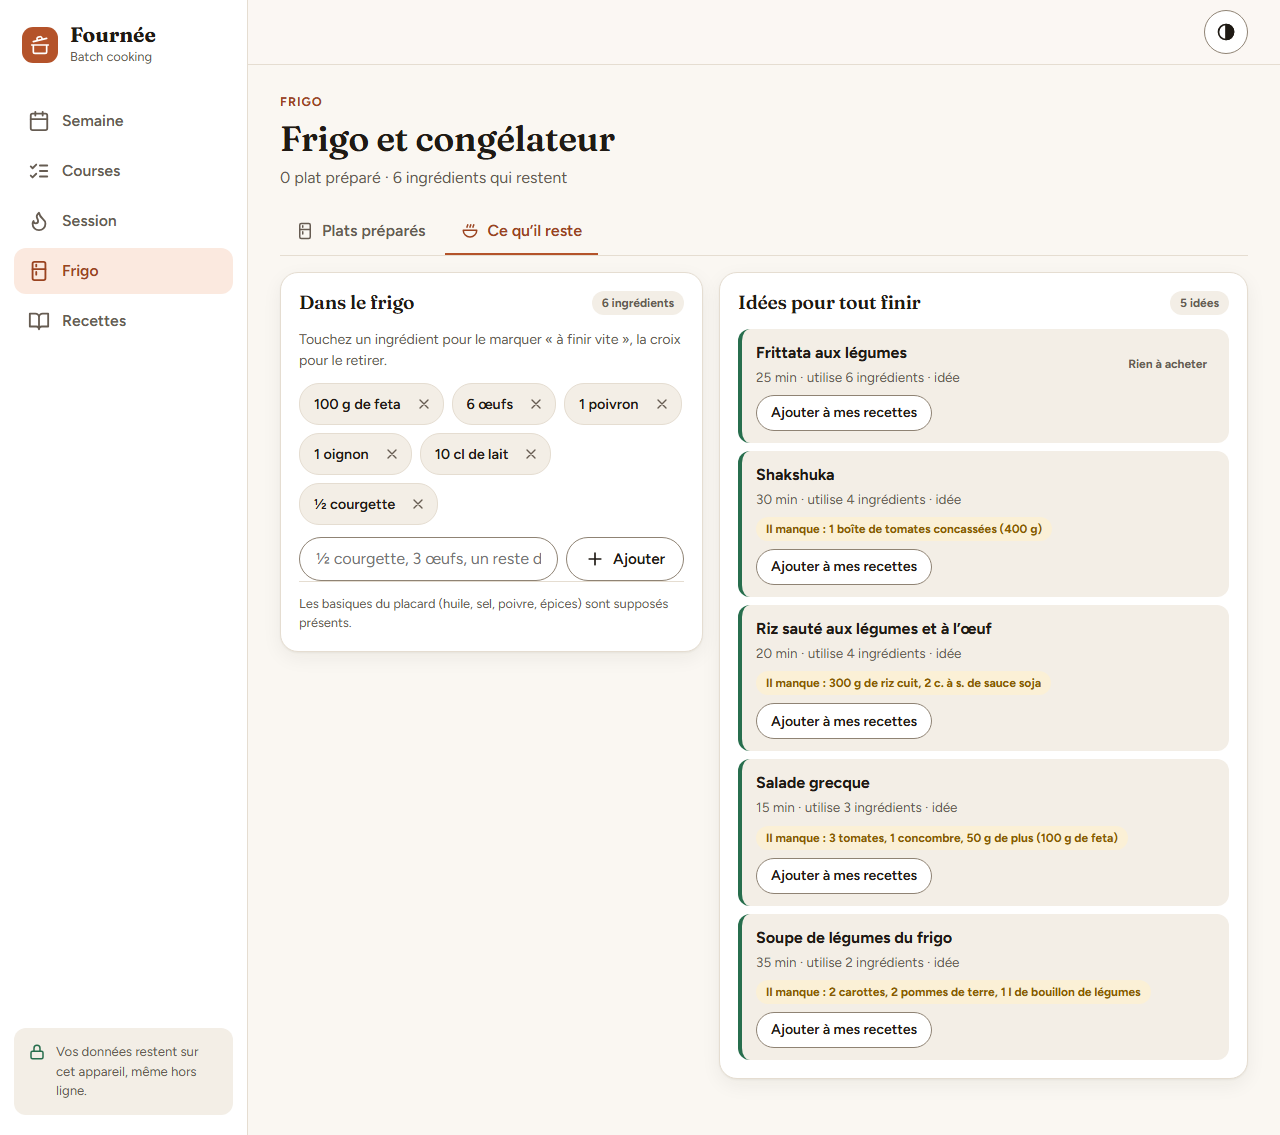 Fournée
Batch cooking
Semaine
Courses
Session
Frigo
Recettes
Vos données restent sur
cet appareil, même hors
ligne.
FRIGO
Frigo et congélateur
0 plat préparé · 6 ingrédients qui restent
Plats préparés
Ce qu’il reste
Dans le frigo
6 ingrédients
Touchez un ingrédient pour le marquer « à finir vite », la croix
pour le retirer.
100 g de feta
6 œufs
1 poivron
1 oignon
10 cl de lait
½ courgette
½ courgette, 3 œufs, un reste d
Ajouter
Les basiques du placard (huile, sel, poivre, épices) sont supposés
présents.
Idées pour tout finir
5 idées
Frittata aux légumes
25 min · utilise 6 ingrédients · idée
Rien à acheter
Ajouter à mes recettes
Shakshuka
30 min · utilise 4 ingrédients · idée
Il manque : 1 boîte de tomates concassées (400 g)
Ajouter à mes recettes
Riz sauté aux légumes et à l’œuf
20 min · utilise 4 ingrédients · idée
Il manque : 300 g de riz cuit, 2 c. à s. de sauce soja
Ajouter à mes recettes
Salade grecque
15 min · utilise 3 ingrédients · idée
Il manque : 3 tomates, 1 concombre, 50 g de plus (100 g de feta)
Ajouter à mes recettes
Soupe de légumes du frigo
35 min · utilise 2 ingrédients · idée
Il manque : 2 carottes, 2 pommes de terre, 1 l de bouillon de légumes
Ajouter à mes recettes